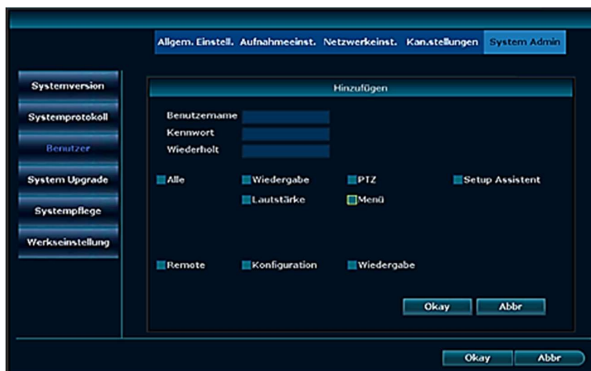 Allgem. Einstell. Aufnahmeeinst. Netzwerkeinst. Kan.stellungen System Admin
Systemversion
Systemprotokoll
Benutzer
System Upgrade
Systempflege
Werkseinstellung
Hinzufügen
Benutzername
Kennwort
Wiederholt
Alle Wiedergabe PTZ Setup Assistent
Lautstärke Menü
Remote Konfiguration Wiedergabe
Okay Abbr
Okay Abbr